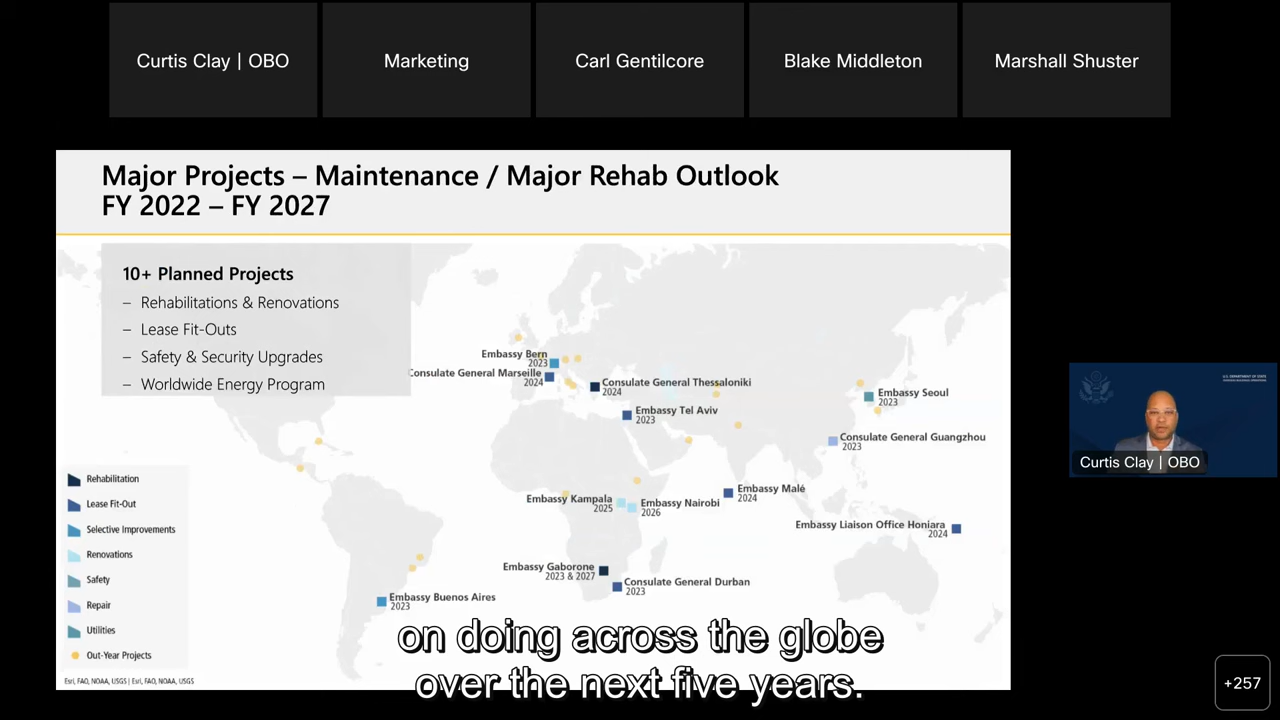 Curtis Clay | OBO
Marketing
Carl Gentilcore
Blake Middleton
Marshall Shuster
Major Projects – Maintenance / Major Rehab Outlook
FY 2022 – FY 2027
10+ Planned Projects
– Rehabilitations & Renovations
– Lease Fit-Outs
– Safety & Security Upgrades
– Worldwide Energy Program
Embassy Bern
2023
Consulate General Marseille
2024
Consulate General Thessaloniki
2024
Embassy Tel Aviv
2023
Embassy Seoul
2023
Consulate General Guangzhou
2023
Embassy Malé
2024
Embassy Kampala
2025
Embassy Nairobi
2026
Embassy Liaison Office Honiara
2024
Embassy Gaborone
2023 & 2027
Consulate General Durban
2023
Embassy Buenos Aires
2023
Rehabilitation
Lease Fit-Out
Selective Improvements
Renovations
Safety
Repair
Utilities
Out-Year Projects
Esri, FAO, NOAA, USGS | Esri, FAO, NOAA, USGS
on doing across the globe
over the next five years.
U.S. DEPARTMENT OF STATE
Curtis Clay | OBO
+257